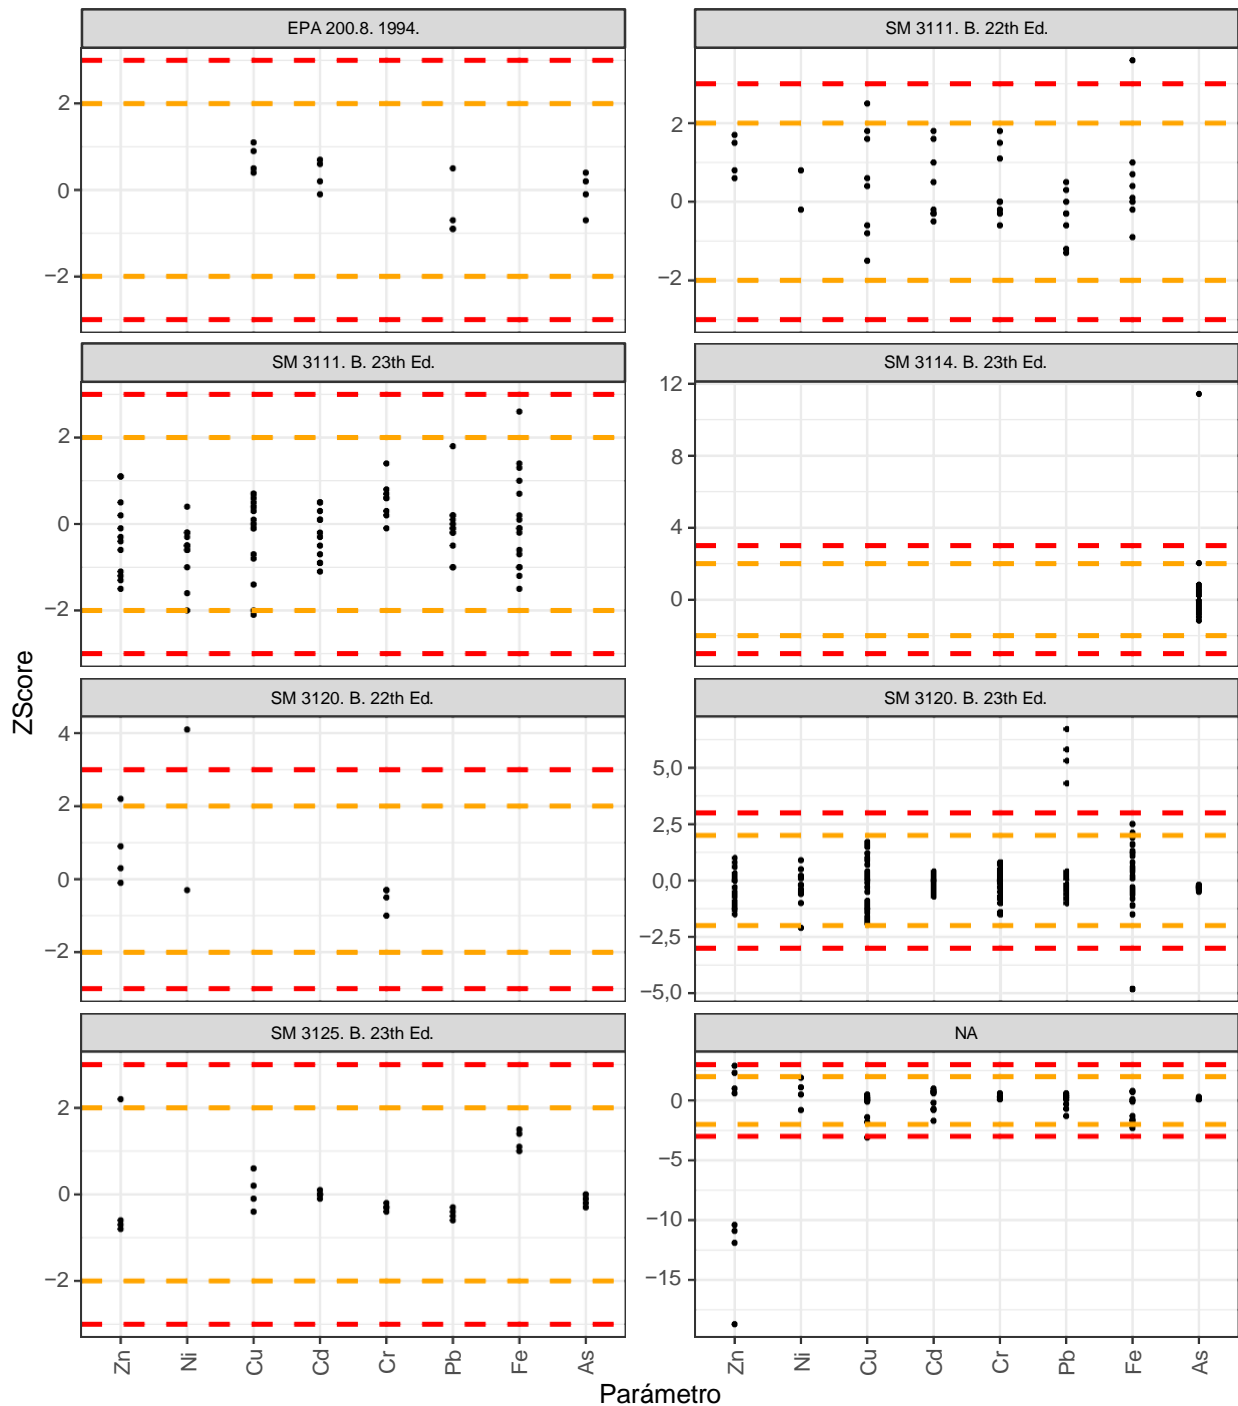 EPA 200.8. 1994.
SM 3111. B. 22th Ed.
2
0
−2
2
0
−2
SM 3111. B. 23th Ed.
SM 3114. B. 23th Ed.
2
0
−2
12
8
4
0
ZScore
SM 3120. B. 22th Ed.
SM 3120. B. 23th Ed.
4
2
0
−2
5,0
2,5
0,0
−2,5
−5,0
SM 3125. B. 23th Ed.
NA
2
0
−2
0
−5
−10
−15
Zn Ni Cu Cd Cr Pb Fe As
Zn Ni Cu Cd Cr Pb Fe As
Parámetro